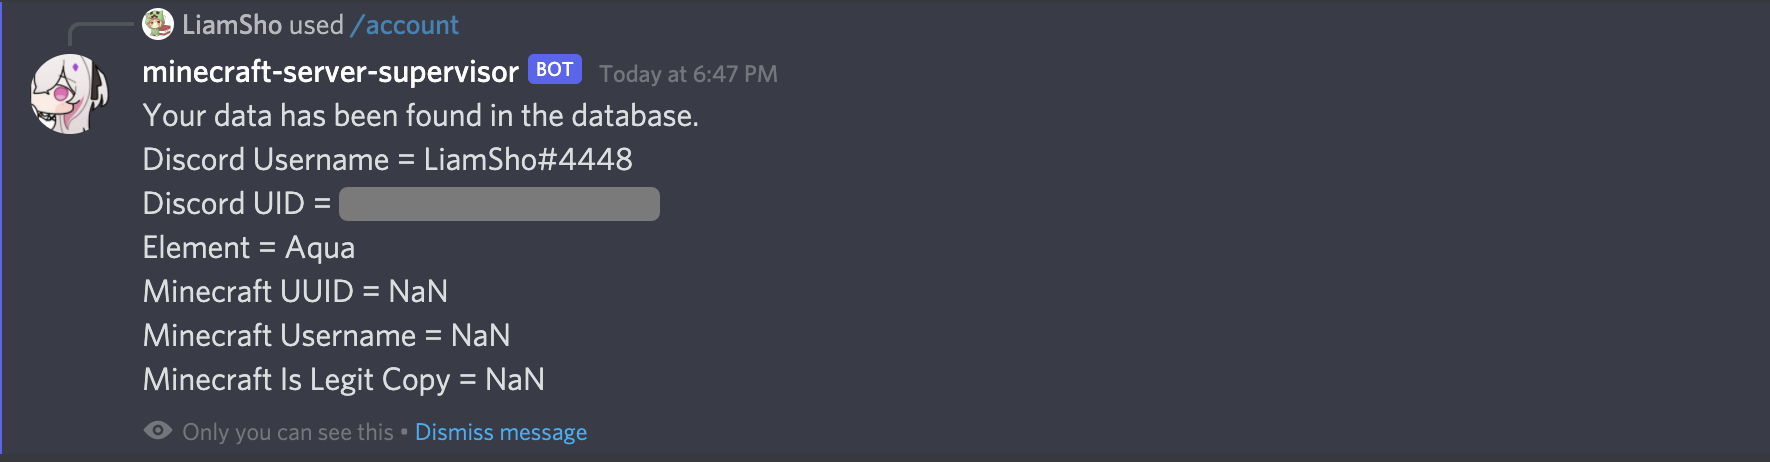 LiamSho used /account
minecraft-server-supervisor BOT Today at 6:47 PM
Your data has been found in the database.
Discord Username = LiamSho#4448
Discord UID =
Element = Aqua
Minecraft UUID = NaN
Minecraft Username = NaN
Minecraft Is Legit Copy = NaN
Only you can see this • Dismiss message